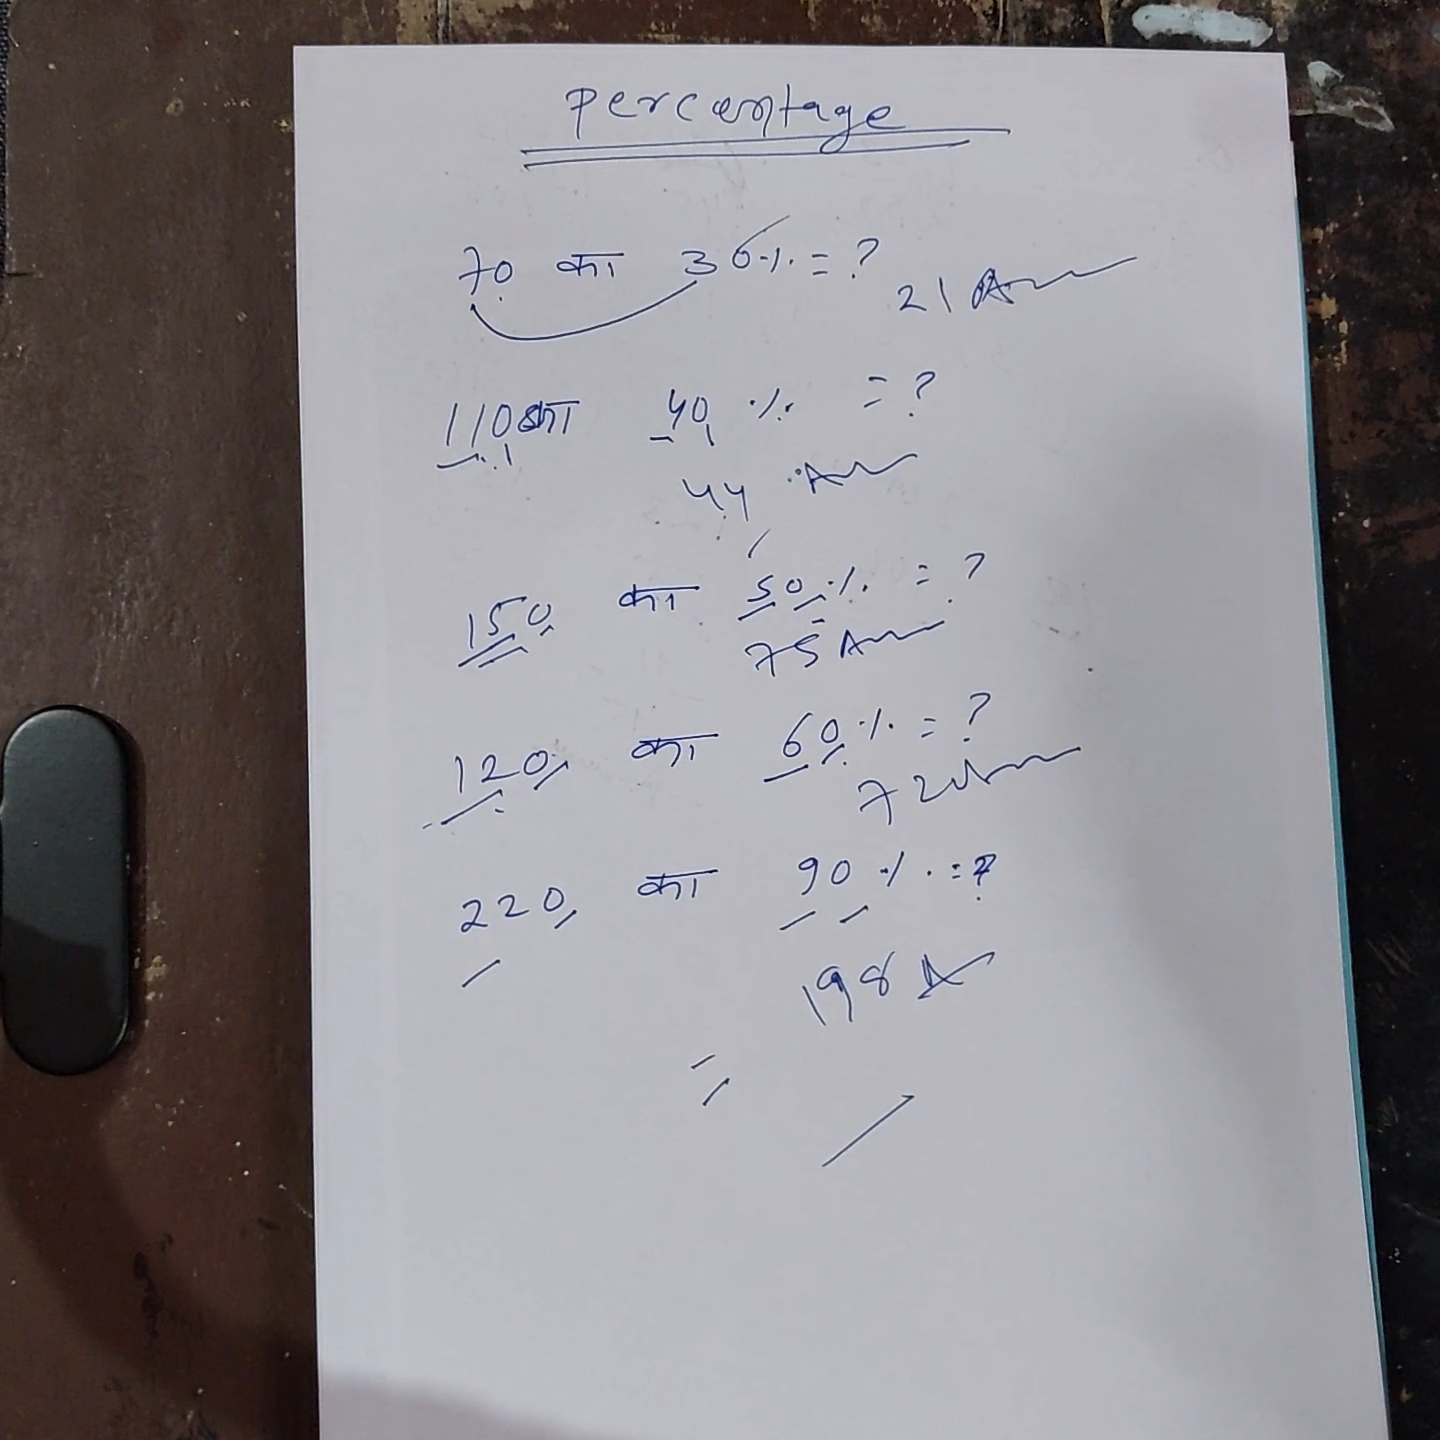 Percentage
70 का 30% = ?
21 Ans
110 का 40 % = ?
44 Ans
150 का 50% = ?
75 Ans
120 का 60% = ?
72 Ans
220 का 90% = ?
198 A